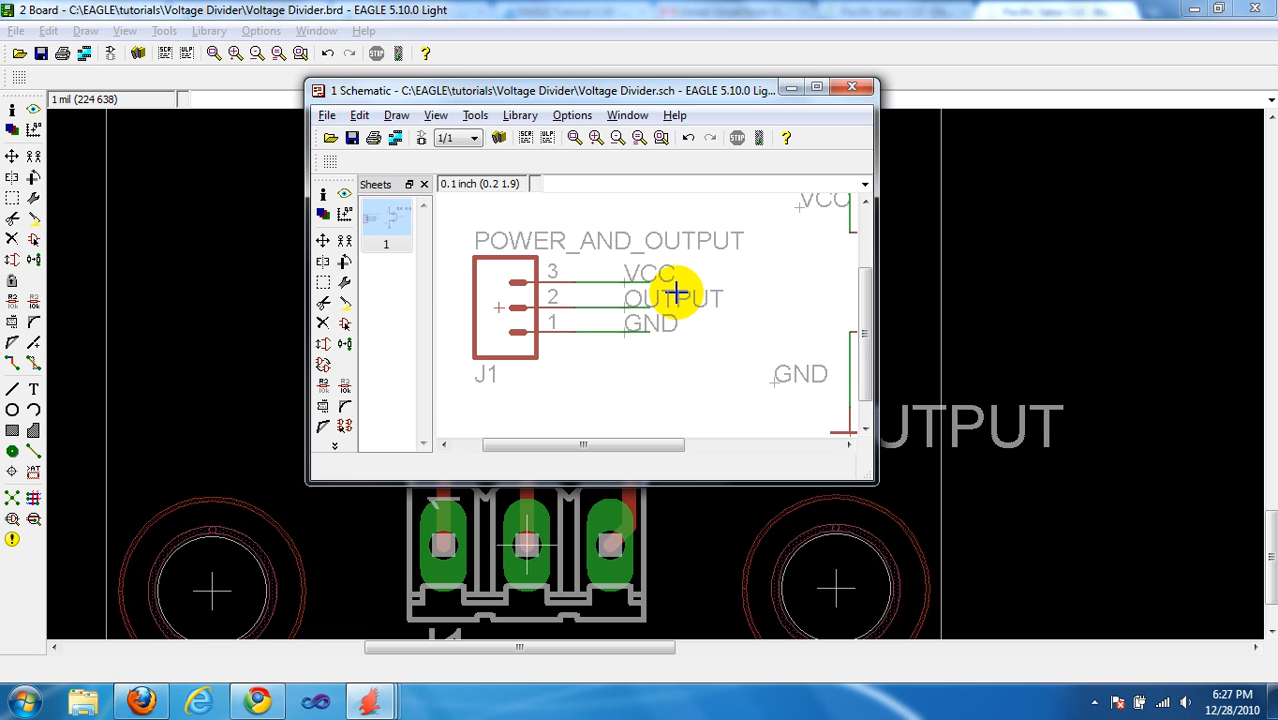 2 Board - C:\EAGLE\tutorials\Voltage Divider\Voltage Divider.brd - EAGLE 5.10.0 Light
File Edit Draw View Tools Library Options Window Help
1 mil (224 638)
1 Schematic - C:\EAGLE\tutorials\Voltage Divider\Voltage Divider.sch - EAGLE 5.10.0 Lig...
File Edit Draw View Tools Library Options Window Help
1/1
Sheets
0.1 inch (0.2 1.9)
1
VCC
POWER_AND_OUTPUT
3 VCC
2 OUTPUT
1 GND
J1
GND
UTPUT
J1
6:27 PM
12/28/2010